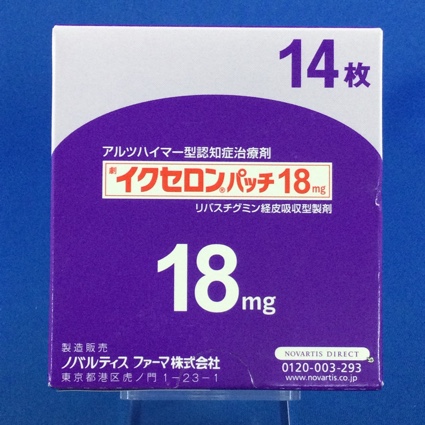 14枚
アルツハイマー型認知症治療剤
劇 イクセロン®パッチ18mg
リバスチグミン経皮吸収型製剤
18mg
製造販売
ノバルティス ファーマ株式会社
東京都港区虎ノ門1-23-1
NOVARTIS DIRECT
0120-003-293
www.novartis.co.jp